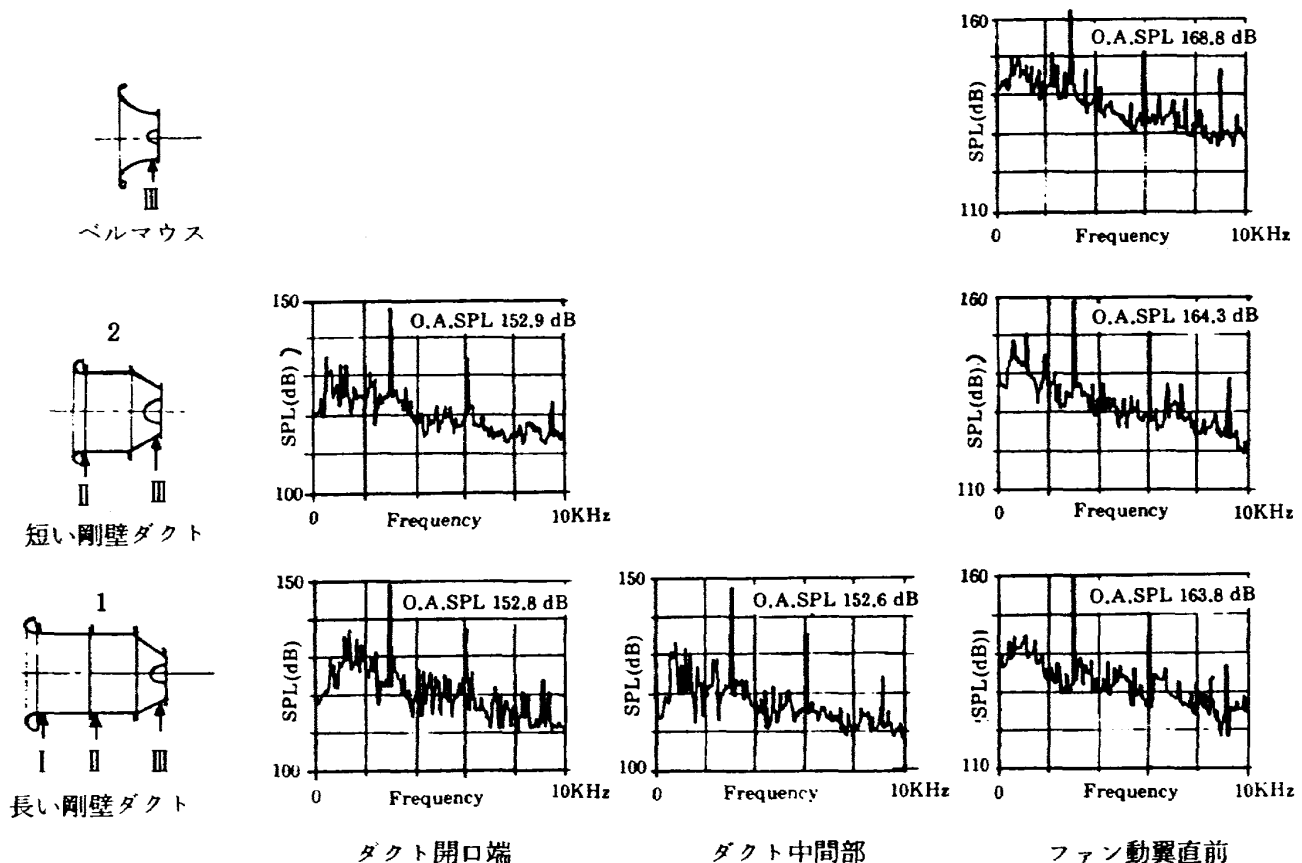 160
O.A.SPL 168.8 dB
SPL(dB)
110
0
Frequency
10KHz
Ⅲ
ベルマウス
2
Ⅱ
Ⅲ
短い剛壁ダクト
150
O.A.SPL 152.9 dB
SPL(dB)
100
0
Frequency
10KHz
160
O.A.SPL 164.3 dB
SPL(dB)
110
0
Frequency
10KHz
1
Ⅰ
Ⅱ
Ⅲ
長い剛壁ダクト
150
O.A.SPL 152.8 dB
SPL(dB)
100
0
Frequency
10KHz
ダクト開口端
150
O.A.SPL 152.6 dB
SPL(dB)
100
0
Frequency
10KHz
ダクト中間部
160
O.A.SPL 163.8 dB
SPL(dB)
110
0
Frequency
10KHz
ファン動翼直前